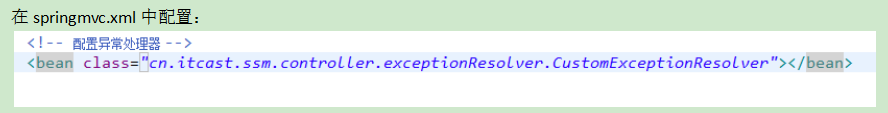 在 springmvc.xml 中配置：
<!-- 配置异常处理器 -->
<bean class="cn.itcast.ssm.controller.exceptionResolver.CustomExceptionResolver"></bean>